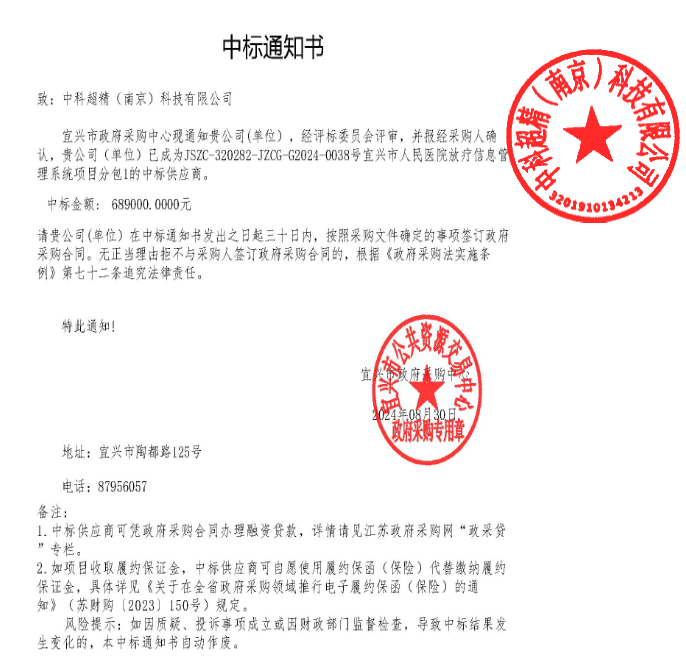 中标通知书
致：中科超精（南京）科技有限公司
宜兴市政府采购中心现通知贵公司(单位)，经评标委员会评审，并报经采购人确
认，贵公司（单位）已成为JSZC-320282-JZCG-G2024-0038号宜兴市人民医院放疗信息管
理系统项目分包1的中标供应商。
中标金额： 689000.0000元
请贵公司(单位）在中标通知书发出之日起三十日内，按照采购文件确定的事项签订政府
采购合同。无正当理由拒不与采购人签订政府采购合同的，根据《政府采购法实施条
例》第七十二条追究法律责任。
特此通知！
宜兴市政府采购中心
2024年08月30日
地址：宜兴市陶都路125号
电话：87956057
备注：
1.中标供应商可凭政府采购合同办理融资贷款，详情请见江苏政府采购网“政采贷
”专栏。
2.如项目收取履约保证金，中标供应商可自愿使用履约保函（保险）代替缴纳履约
保证金，具体详见《关于在全省政府采购领域推行电子履约保函（保险）的通
知》（苏财购〔2023〕150号）规定。
风险提示：如因质疑、投诉事项成立或因财政部门监督检查，导致中标结果发
生变化的，本中标通知书自动作废。
中科超精（南京）科技有限公司
3201910134213
宜兴市公共资源交易中心
政府采购专用章